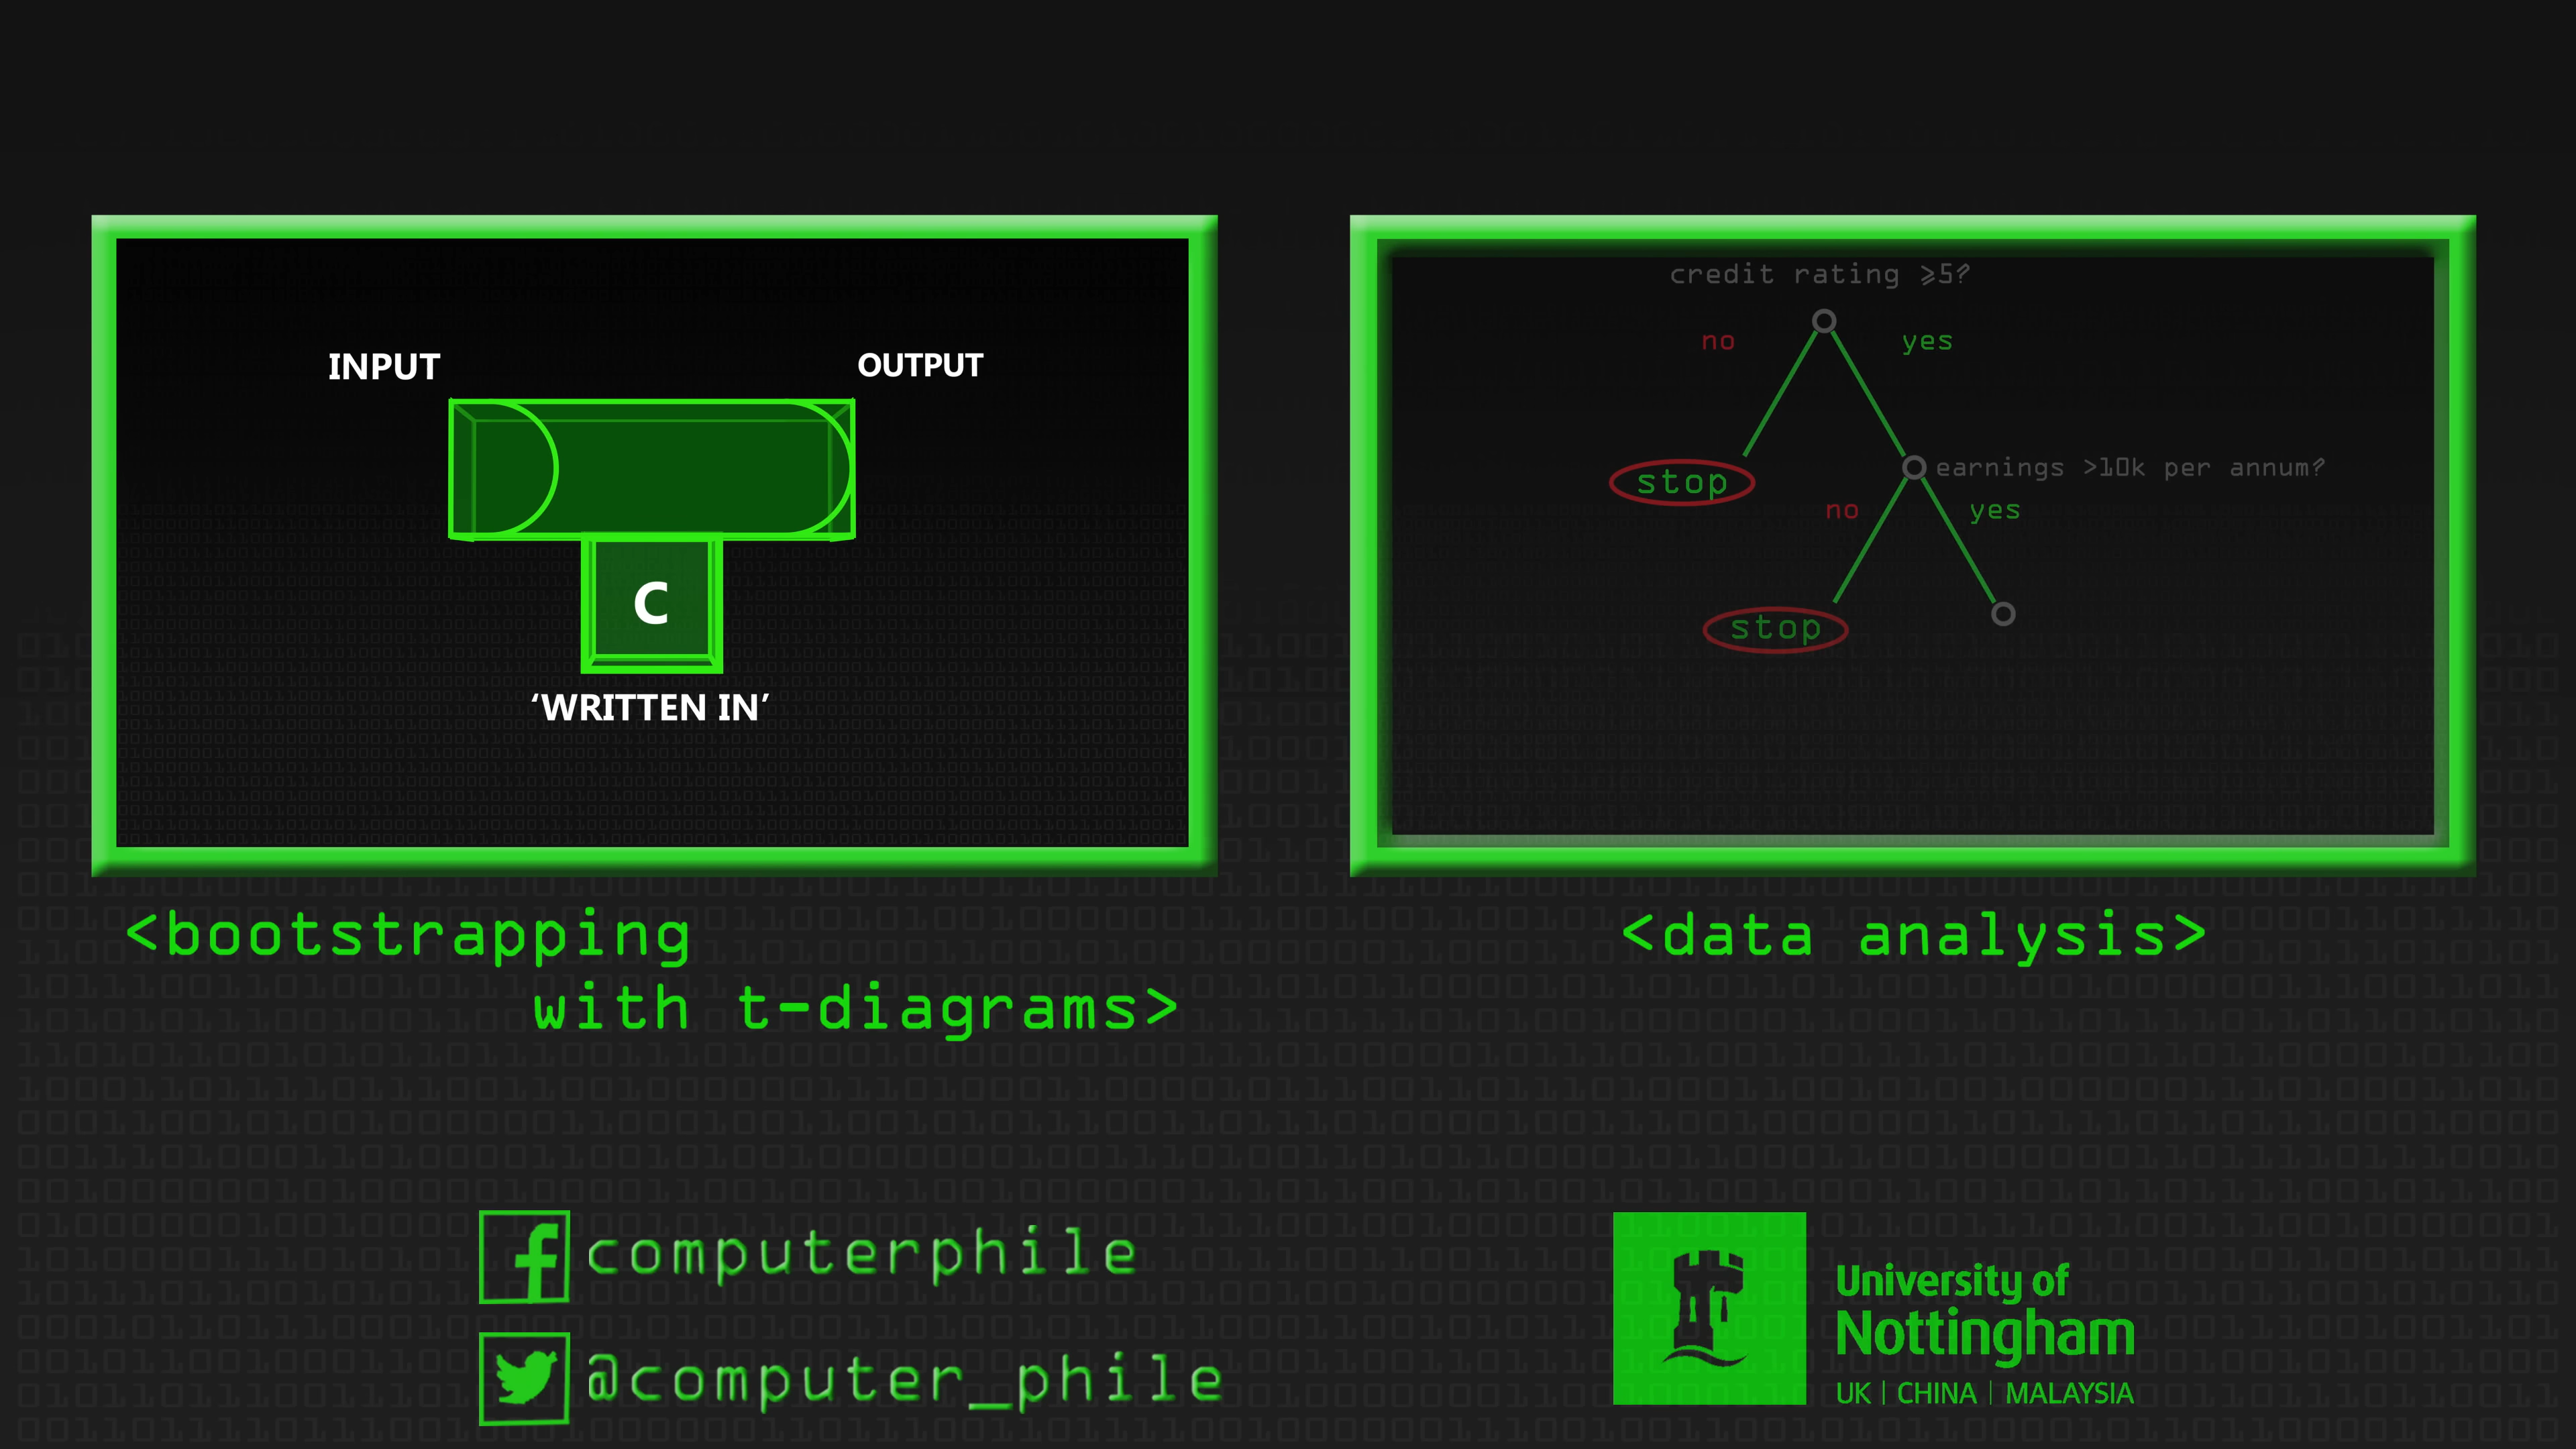 INPUT
OUTPUT
C
‘WRITTEN IN’
credit rating ⩾5?
no
yes
stop
earnings >10k per annum?
no
yes
stop
<bootstrapping
with t-diagrams>
<data analysis>
computerphile
@computer_phile
University of
Nottingham
UK | CHINA | MALAYSIA